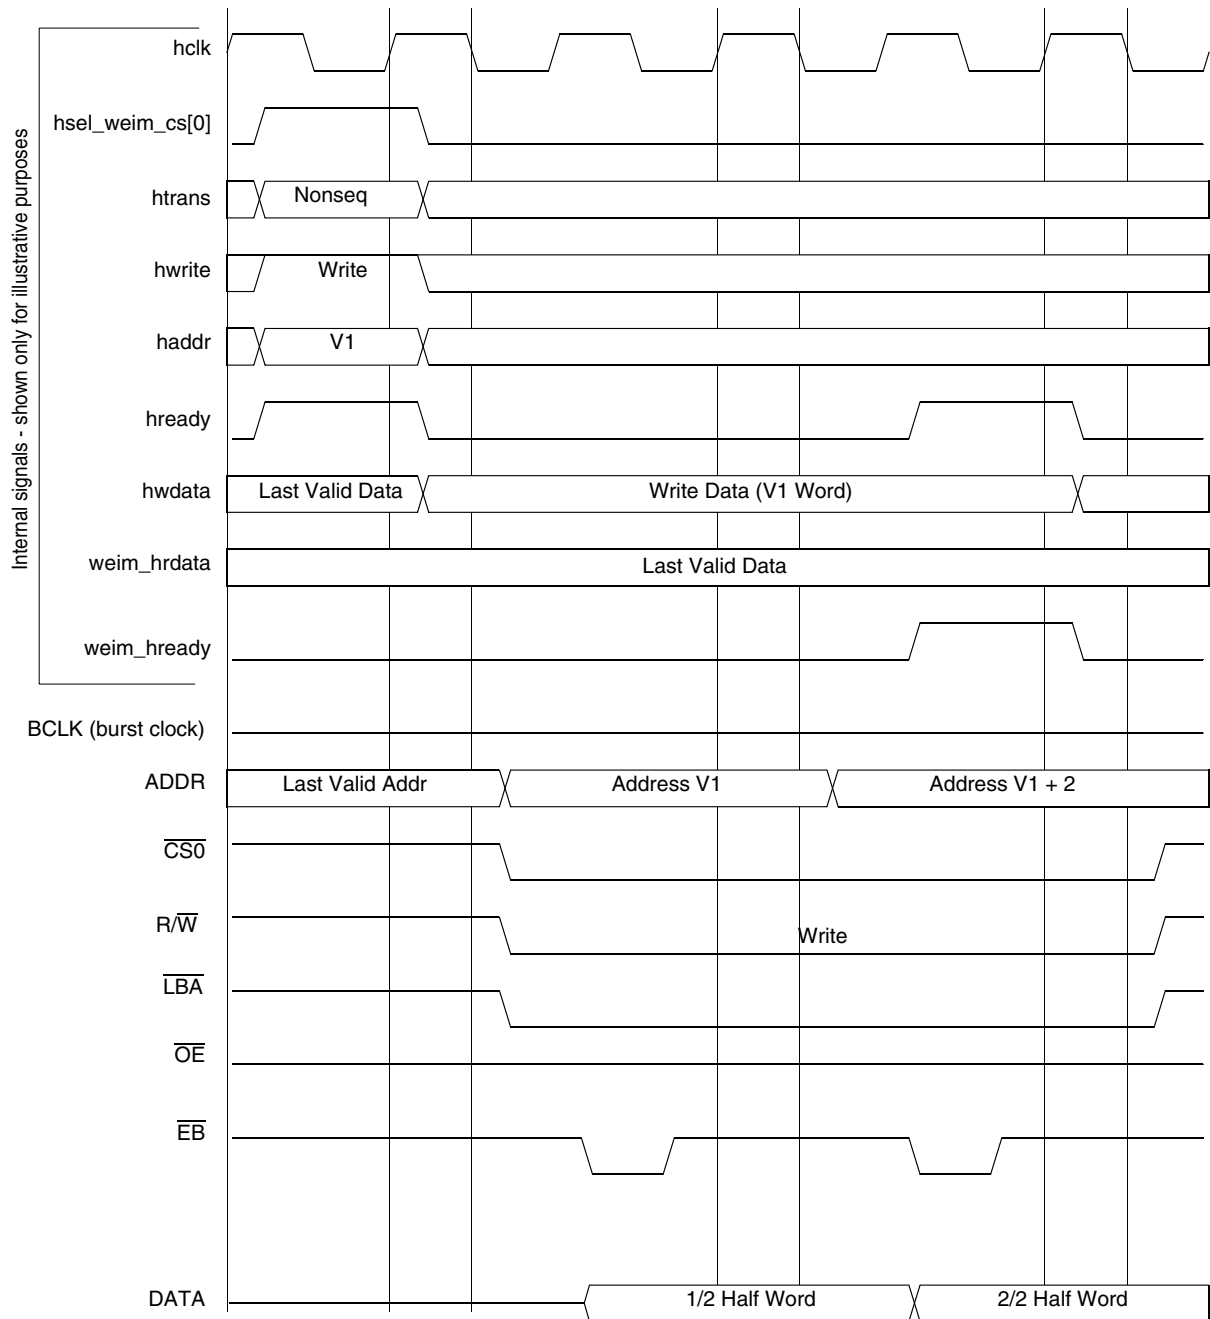 hclk
hsel_weim_cs[0]
htrans
Nonseq
hwrite
Write
haddr
V1
hready
hwdata
Last Valid Data
Write Data (V1 Word)
weim_hrdata
Last Valid Data
weim_hready
Internal signals - shown only for illustrative purposes
BCLK (burst clock)
ADDR
Last Valid Addr
Address V1
Address V1 + 2
CS0
R/W
Write
LBA
OE
EB
DATA
1/2 Half Word
2/2 Half Word